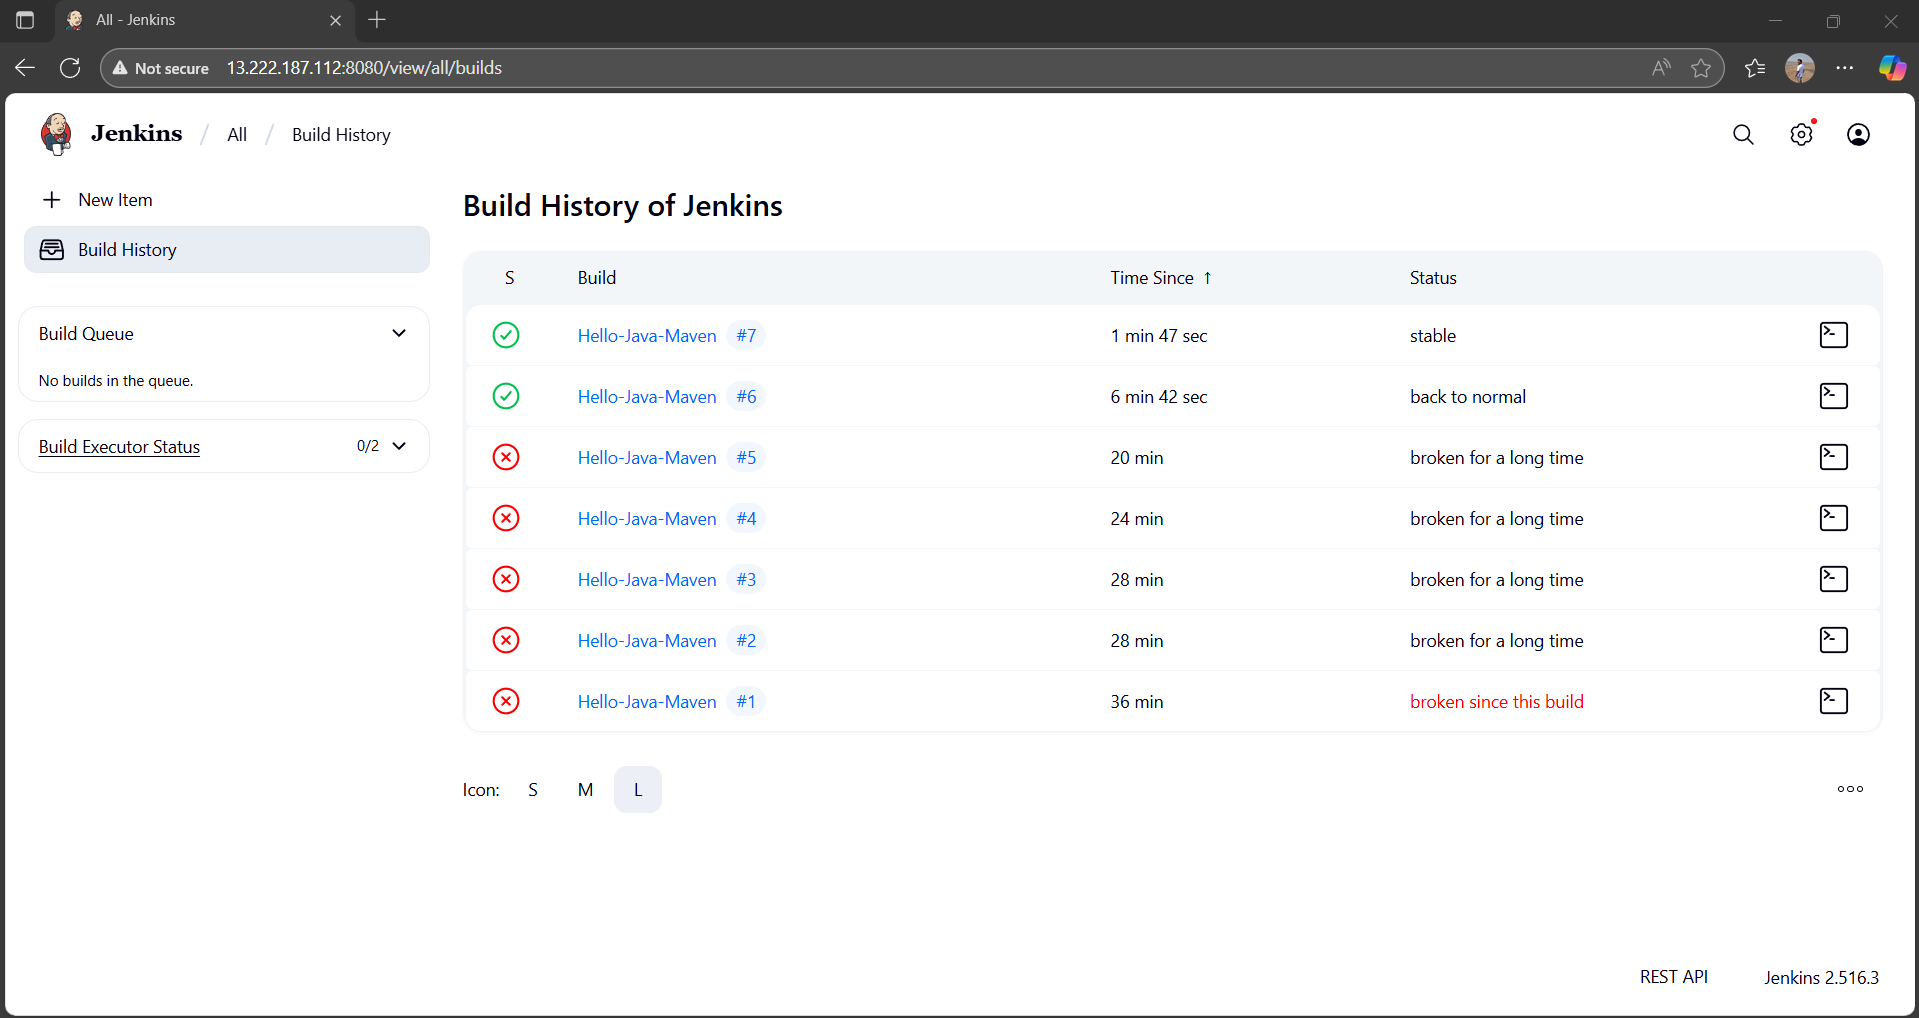 All - Jenkins
Not secure 13.222.187.112:8080/view/all/builds
Jenkins / All / Build History
New Item
Build History
Build Queue
No builds in the queue.
Build Executor Status 0/2
Build History of Jenkins
S Build Time Since ↑ Status
Hello-Java-Maven #7 1 min 47 sec stable
Hello-Java-Maven #6 6 min 42 sec back to normal
Hello-Java-Maven #5 20 min broken for a long time
Hello-Java-Maven #4 24 min broken for a long time
Hello-Java-Maven #3 28 min broken for a long time
Hello-Java-Maven #2 28 min broken for a long time
Hello-Java-Maven #1 36 min broken since this build
Icon: S M L
REST API Jenkins 2.516.3